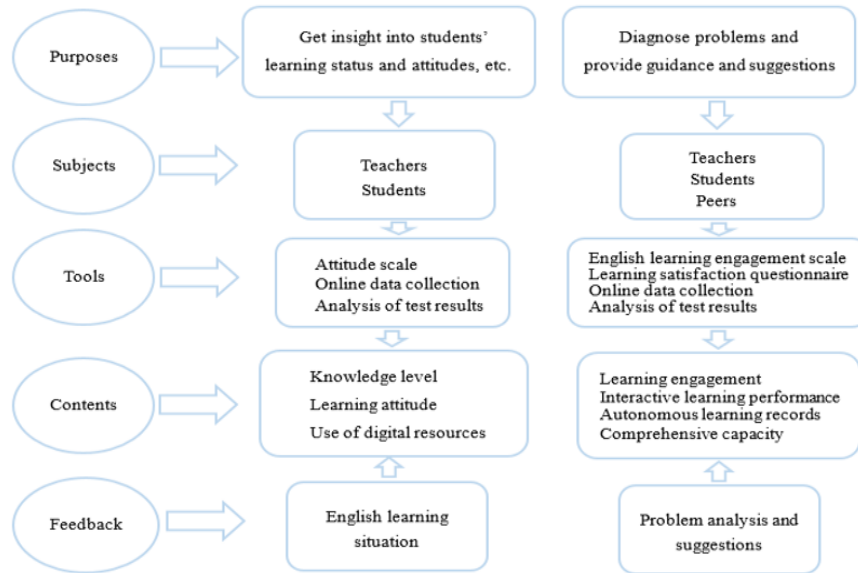 Purposes
Get insight into students’
learning status and attitudes, etc.
Diagnose problems and
provide guidance and suggestions
Subjects
Teachers
Students
Teachers
Students
Peers
Tools
Attitude scale
Online data collection
Analysis of test results
English learning engagement scale
Learning satisfaction questionnaire
Online data collection
Analysis of test results
Contents
Knowledge level
Learning attitude
Use of digital resources
Learning engagement
Interactive learning performance
Autonomous learning records
Comprehensive capacity
Feedback
English learning
situation
Problem analysis and
suggestions